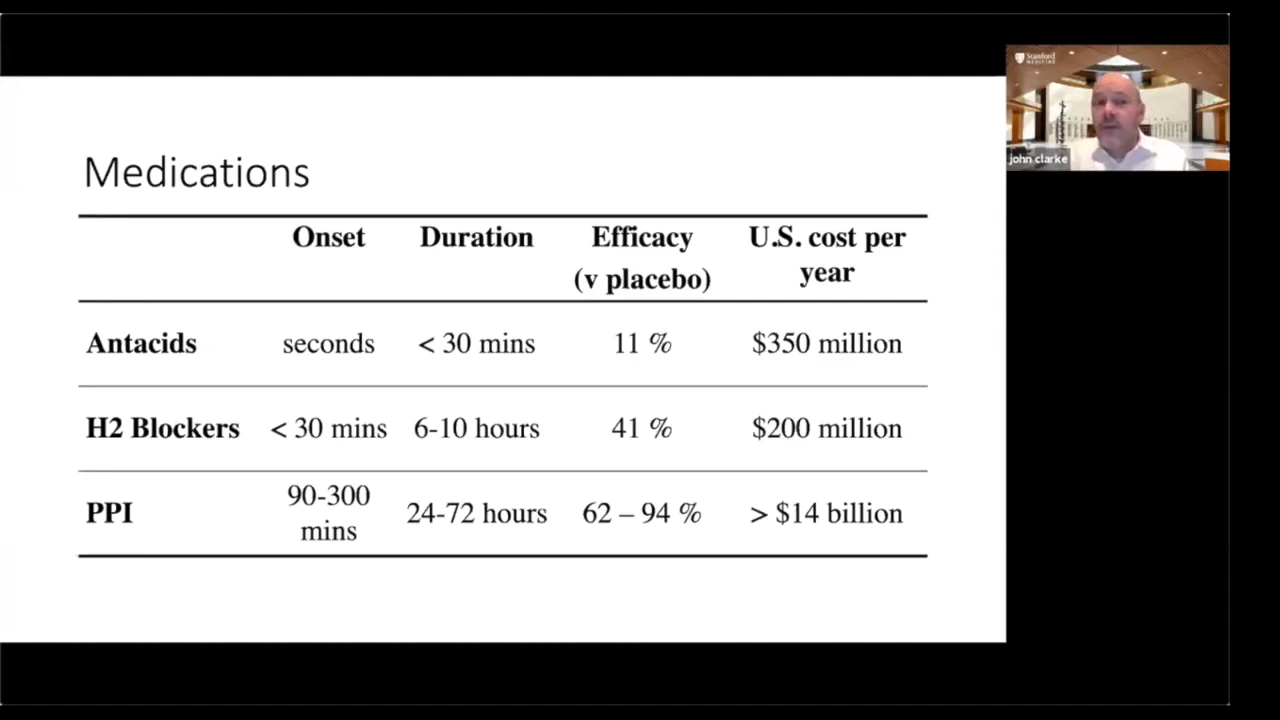 Medications
Onset Duration Efficacy U.S. cost per
(v placebo) year
Antacids seconds < 30 mins 11 % $350 million
H2 Blockers < 30 mins 6-10 hours 41 % $200 million
90-300
PPI 24-72 hours 62 – 94 % > $14 billion
mins
Stanford
MEDICINE
john clarke